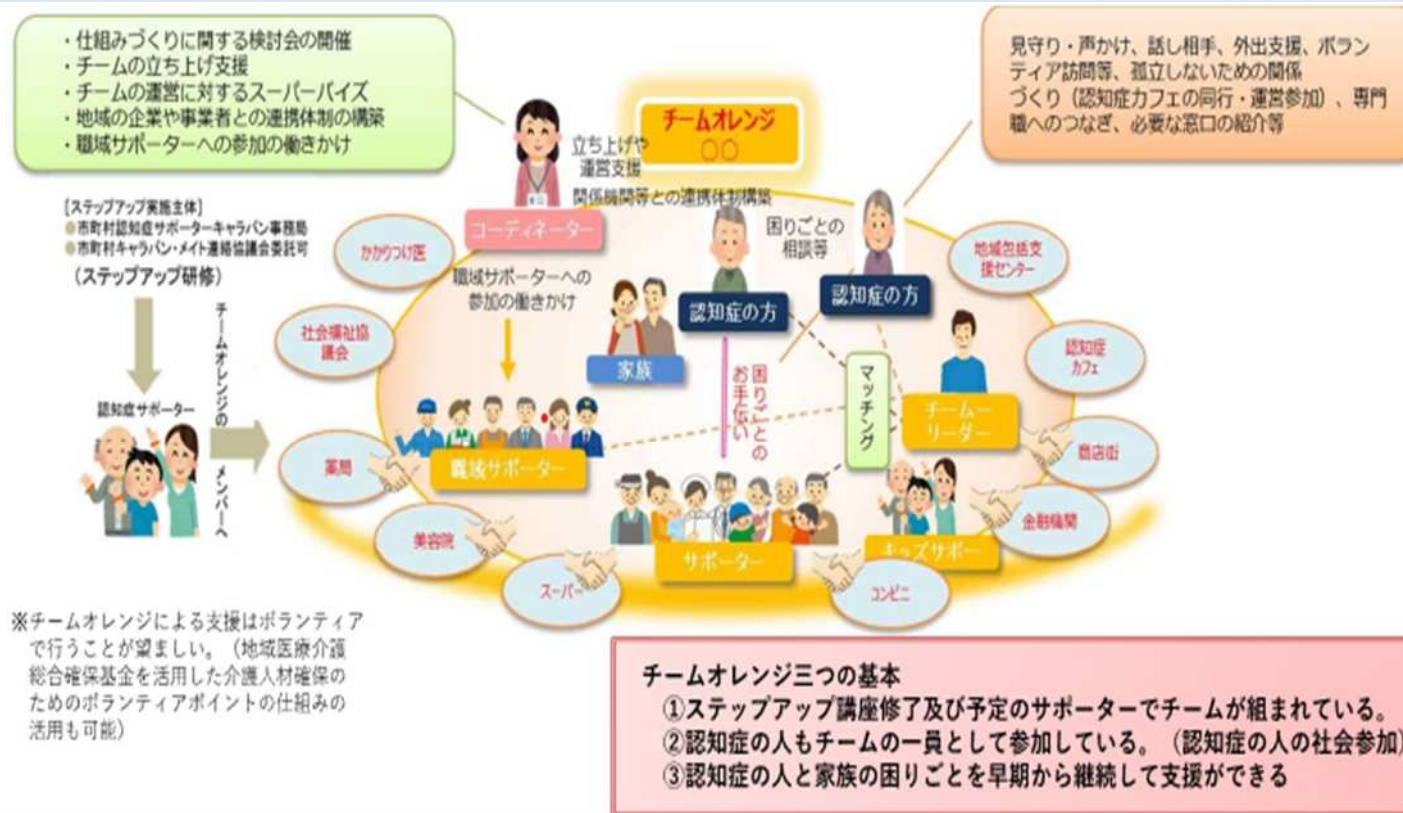 ・仕組みづくりに関する検討会の開催
・チームの立ち上げ支援
・チームの運営に対するスーパーバイズ
・地域の企業や事業者との連携体制の構築
・職域サポーターへの参加の働きかけ
チームオレンジ
〇〇
見守り・声かけ、話し相手、外出支援、ボラン
ティア訪問等、孤立しないための関係
づくり（認知症カフェの同行・運営参加）、専門
職へのつなぎ、必要な窓口の紹介等
立ち上げや
運営支援
関係機関等との連携体制構築
コーディネーター
[ステップアップ実施主体]
●市町村認知症サポーターキャラバン事務局
●市町村キャラバン・メイト連絡協議会委託可
（ステップアップ研修）
かかりつけ医
困りごとの
相談等
地域包括支
援センター
職域サポーターへの
参加の働きかけ
認知症の方
認知症の方
社会福祉協
議会
家族
認知症
カフェ
困りごとの
お手伝い
マッチング
チームー
リーダー
認知症サポーター
チームオレンジの
メンバーへ
薬局
職域サポーター
商店街
美容院
サポーター
キッズサポー
金融機関
スーパー
コンビニ
※チームオレンジによる支援はボランティア
で行うことが望ましい。（地域医療介護
総合確保基金を活用した介護人材確保の
ためのボランティアポイントの仕組みの
活用も可能）
チームオレンジ三つの基本
①ステップアップ講座修了及び予定のサポーターでチームが組まれている。
②認知症の人もチームの一員として参加している。（認知症の人の社会参加）
③認知症の人と家族の困りごとを早期から継続して支援ができる